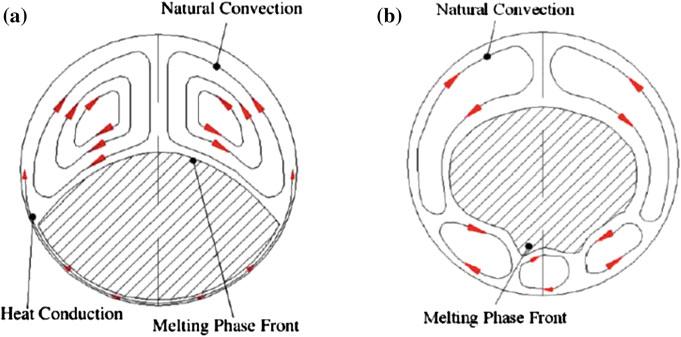 (a)
Natural Convection
Heat Conduction
Melting Phase Front
(b)
Natural Convection
Melting Phase Front